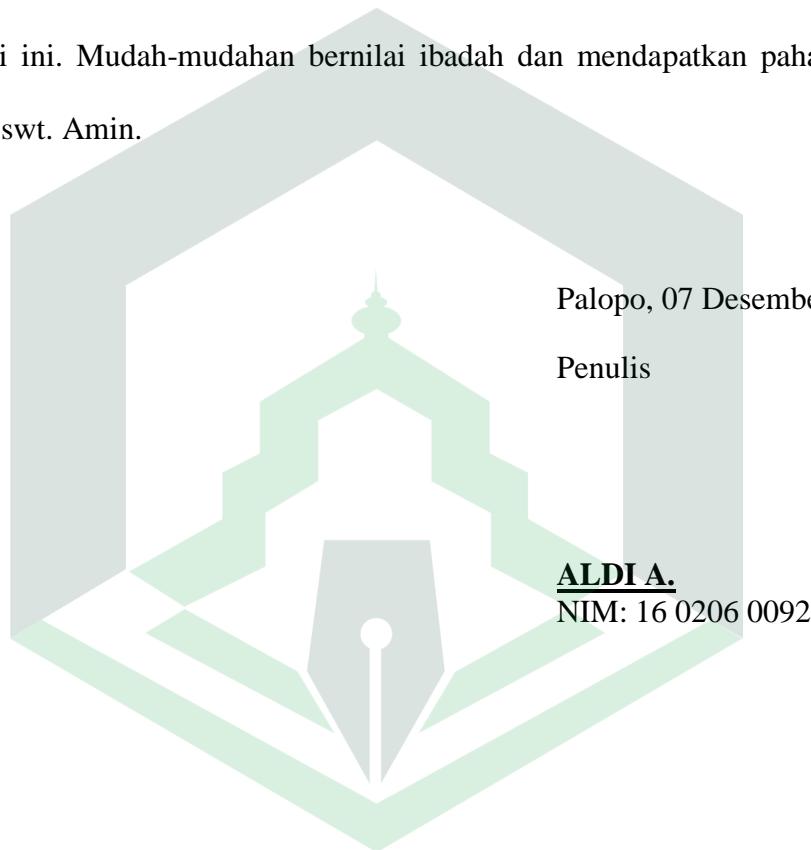 i ini. Mudah-mudahan bernilai ibadah dan mendapatkan paha
swt. Amin.
Palopo, 07 Desembe
Penulis
ALDI A.
NIM: 16 0206 0092